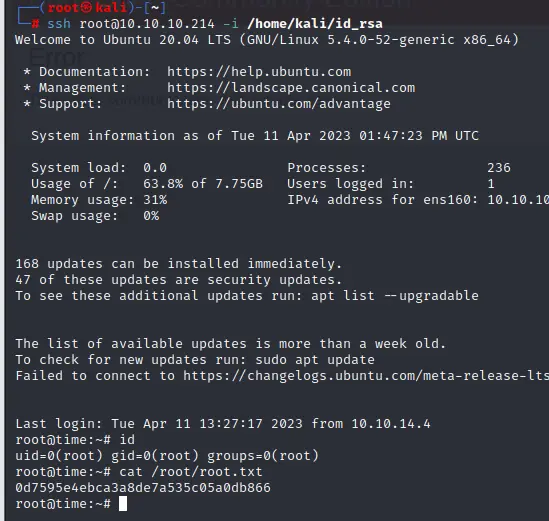 ┌──(root㉿kali)-[~]
└─# ssh root@10.10.10.214 -i /home/kali/id_rsa
Welcome to Ubuntu 20.04 LTS (GNU/Linux 5.4.0-52-generic x86_64)
* Documentation:  https://help.ubuntu.com
* Management:     https://landscape.canonical.com
* Support:        https://ubuntu.com/advantage
System information as of Tue 11 Apr 2023 01:47:23 PM UTC
System load:  0.0                Processes:               236
Usage of /:   63.8% of 7.75GB    Users logged in:         1
Memory usage: 31%                IPv4 address for ens160: 10.10.10
Swap usage:   0%
168 updates can be installed immediately.
47 of these updates are security updates.
To see these additional updates run: apt list --upgradable
The list of available updates is more than a week old.
To check for new updates run: sudo apt update
Failed to connect to https://changelogs.ubuntu.com/meta-release-lts
Last login: Tue Apr 11 13:27:17 2023 from 10.10.14.4
root@time:~# id
uid=0(root) gid=0(root) groups=0(root)
root@time:~# cat /root/root.txt
0d7595e4ebca3a8de7a535c05a0db866
root@time:~#